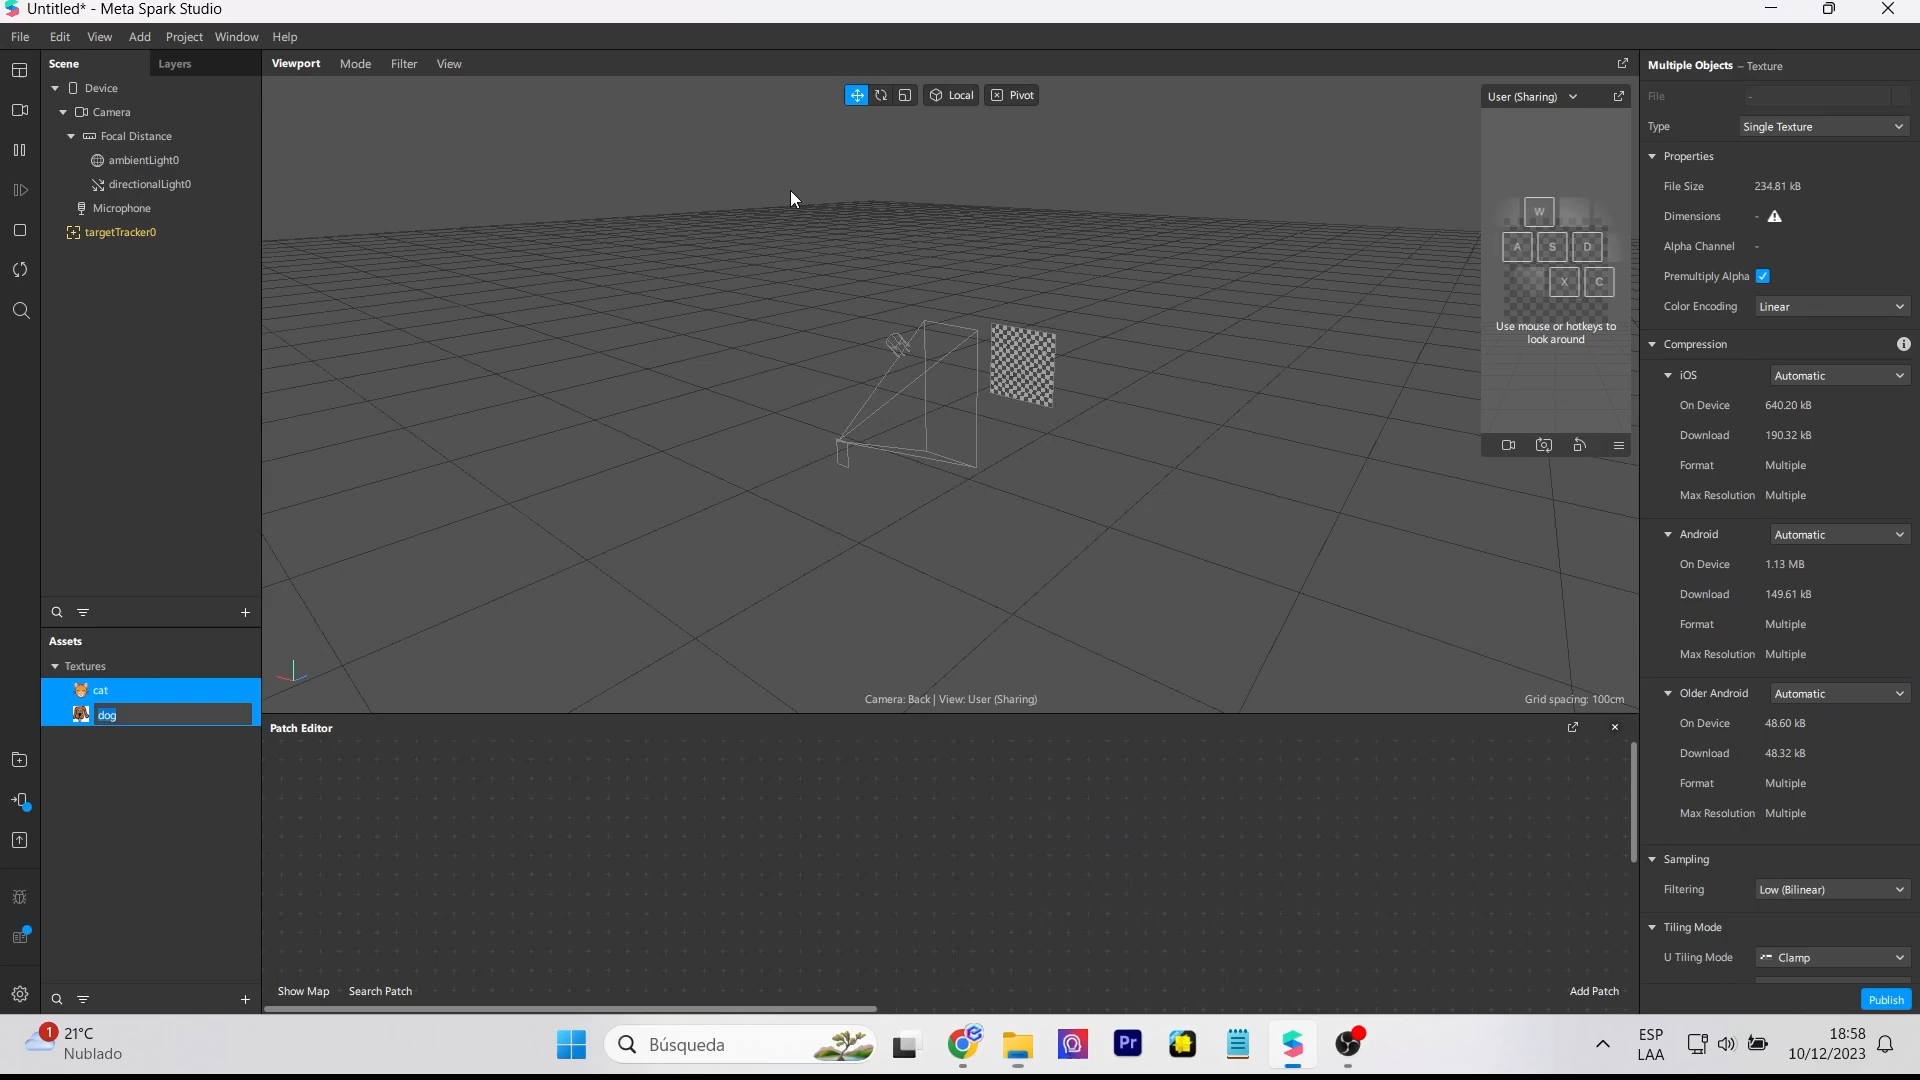 Untitled* - Meta Spark Studio
File Edit View Add Project Window Help
Scene
Layers
Device
Camera
Focal Distance
ambientLight0
directionalLight0
Microphone
targetTracker0
Assets
Textures
cat
dog
Viewport Mode Filter View
Local
Pivot
User (Sharing)
W
A S D
X C
Use mouse or hotkeys to
look around
Camera: Back | View: User (Sharing)
Grid spacing: 100cm
Patch Editor
Show Map
Search Patch
Add Patch
Multiple Objects – Texture
File -
Type Single Texture
Properties
File Size 234.81 kB
Dimensions -
Alpha Channel -
Premultiply Alpha
Color Encoding Linear
Compression
iOS Automatic
On Device 640.20 kB
Download 190.32 kB
Format Multiple
Max Resolution Multiple
Android Automatic
On Device 1.13 MB
Download 149.61 kB
Format Multiple
Max Resolution Multiple
Older Android Automatic
On Device 48.60 kB
Download 48.32 kB
Format Multiple
Max Resolution Multiple
Sampling
Filtering Low (Bilinear)
Tiling Mode
U Tiling Mode Clamp
Publish
1
21°C
Nublado
Búsqueda
Pr
ESP
LAA
18:58
10/12/2023